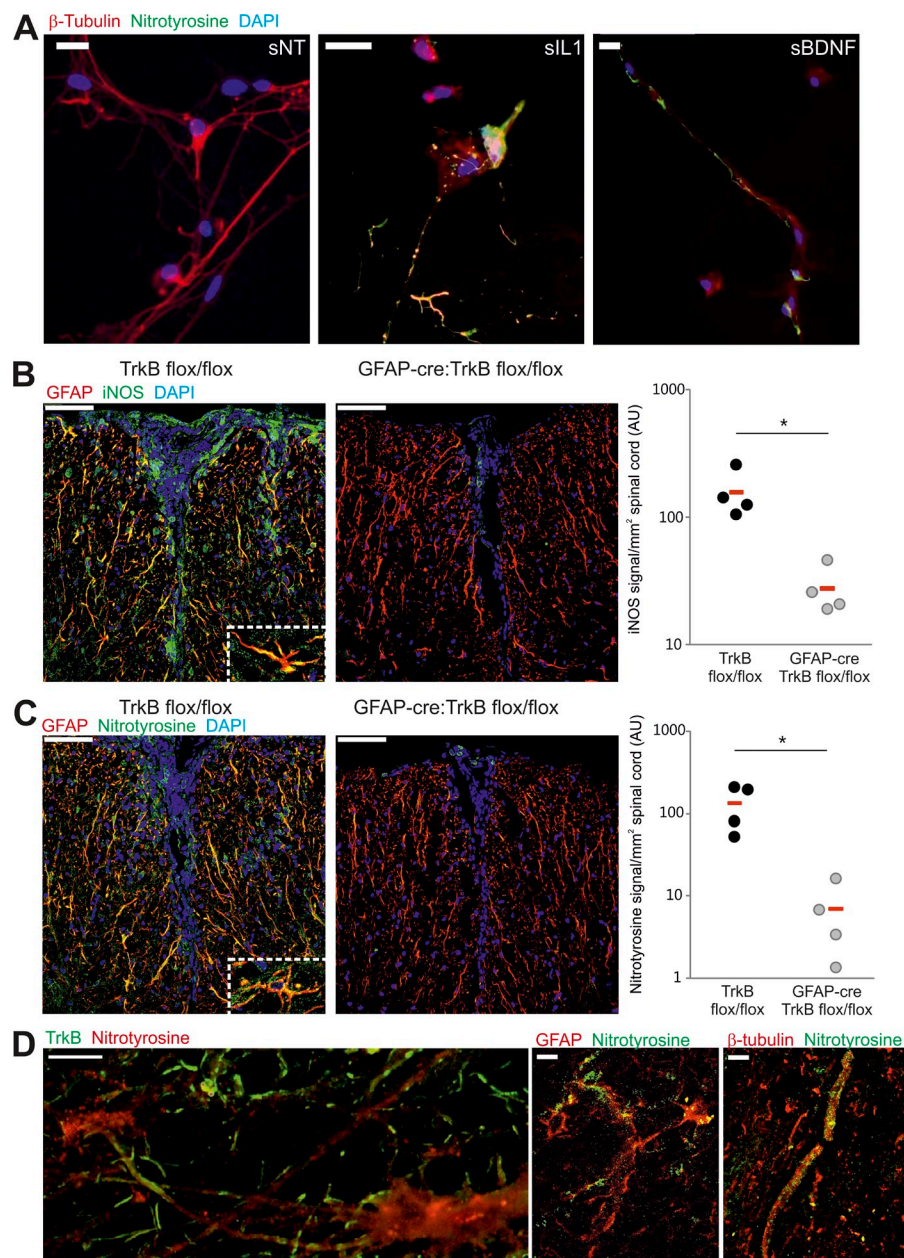 A
β-Tubulin Nitrotyrosine DAPI
sNT
sIL1
sBDNF
B
TrkB flox/flox
GFAP-cre:TrkB flox/flox
GFAP iNOS DAPI
iNOS signal/mm² spinal cord (AU)
1000
100
10
*
TrkB
flox/flox
GFAP-cre
TrkB flox/flox
C
TrkB flox/flox
GFAP-cre:TrkB flox/flox
GFAP Nitrotyrosine DAPI
Nitrotyrosine signal/mm² spinal cord (AU)
1000
100
10
1
*
TrkB
flox/flox
GFAP-cre
TrkB flox/flox
D
TrkB Nitrotyrosine
GFAP Nitrotyrosine
β-tubulin Nitrotyrosine